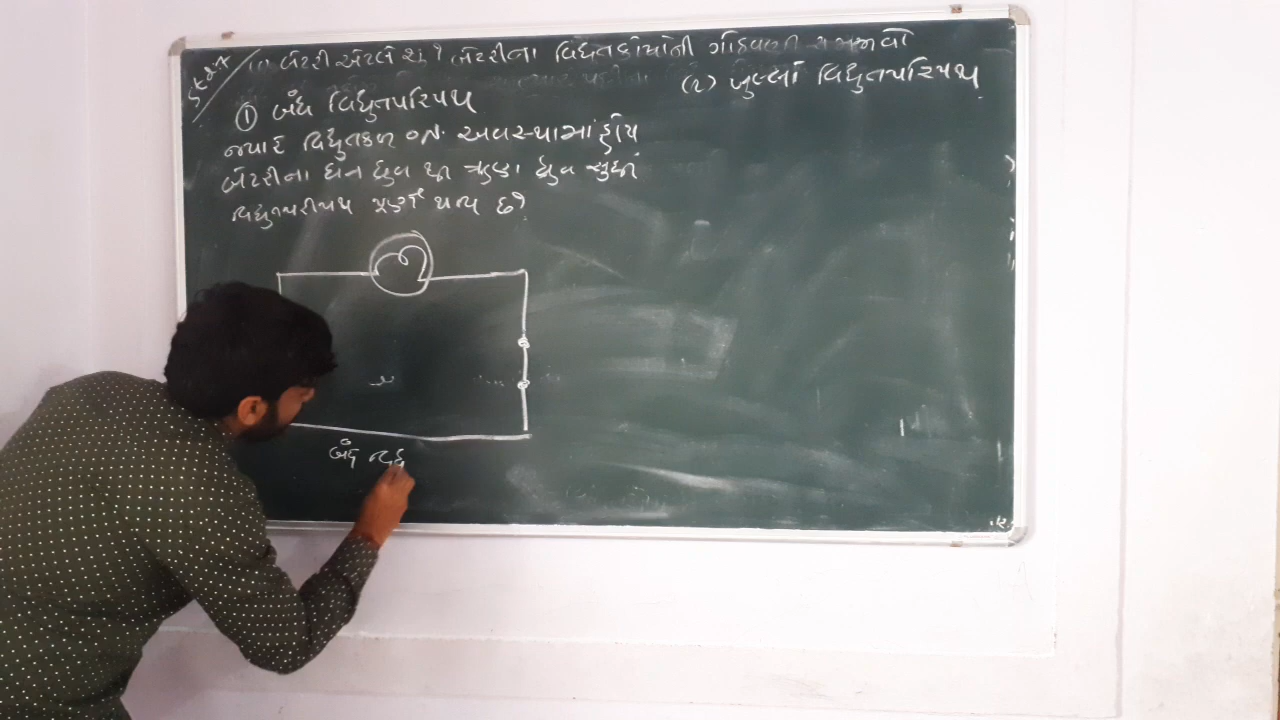 (૧) બેટરી એટલે શું ? બેટરીના વિદ્યુતકોષોની ગોઠવણી સમજાવો
(૨) ખુલ્લાં વિદ્યુતપરિપથ
① બંધ વિદ્યુતપરિપથ
જ્યારે વિદ્યુતકળ ON અવસ્થામાં હોય
બેટરીના ધન ધ્રુવ થી ઋણ ધ્રુવ સુધી
વિદ્યુતપરીપથ પૂર્ણ થાય છે?
બંધ